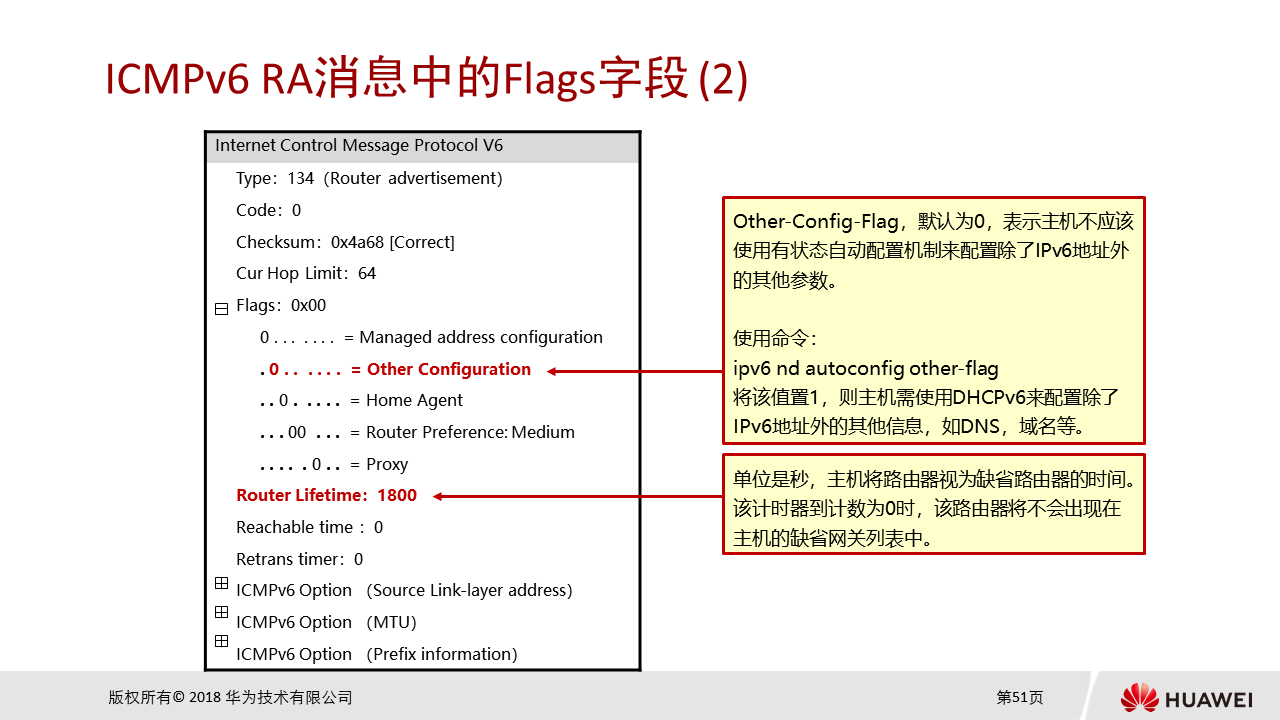 ICMPv6 RA消息中的Flags字段 (2)
Internet Control Message Protocol V6
Type：134（Router advertisement）
Code：0
Checksum：0x4a68 [Correct]
Cur Hop Limit：64
Flags：0x00
0 . . . . . . . = Managed address configuration
. 0 . . . . . . = Other Configuration
. . 0 . . . . . = Home Agent
. . . 00 . . . = Router Preference: Medium
. . . . . 0 . . = Proxy
Router Lifetime：1800
Reachable time ：0
Retrans timer：0
ICMPv6 Option （Source Link-layer address）
ICMPv6 Option （MTU）
ICMPv6 Option （Prefix information）
Other-Config-Flag，默认为0，表示主机不应该
使用有状态自动配置机制来配置除了IPv6地址外
的其他参数。
使用命令：
ipv6 nd autoconfig other-flag
将该值置1，则主机需使用DHCPv6来配置除了
IPv6地址外的其他信息，如DNS，域名等。
单位是秒，主机将路由器视为缺省路由器的时间。
该计时器到计数为0时，该路由器将不会出现在
主机的缺省网关列表中。
版权所有© 2018 华为技术有限公司
第51页
HUAWEI